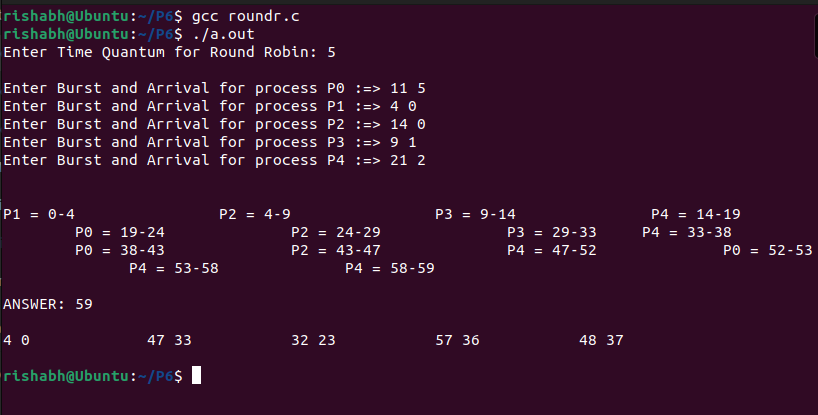 rishabh@Ubuntu:~/P6$ gcc roundr.c
rishabh@Ubuntu:~/P6$ ./a.out
Enter Time Quantum for Round Robin: 5
Enter Burst and Arrival for process P0 :=> 11 5
Enter Burst and Arrival for process P1 :=> 4 0
Enter Burst and Arrival for process P2 :=> 14 0
Enter Burst and Arrival for process P3 :=> 9 1
Enter Burst and Arrival for process P4 :=> 21 2
P1 = 0-4 P2 = 4-9 P3 = 9-14 P4 = 14-19
P0 = 19-24 P2 = 24-29 P3 = 29-33 P4 = 33-38
P0 = 38-43 P2 = 43-47 P4 = 47-52 P0 = 52-53
P4 = 53-58 P4 = 58-59
ANSWER: 59
4 0 47 33 32 23 57 36 48 37
rishabh@Ubuntu:~/P6$